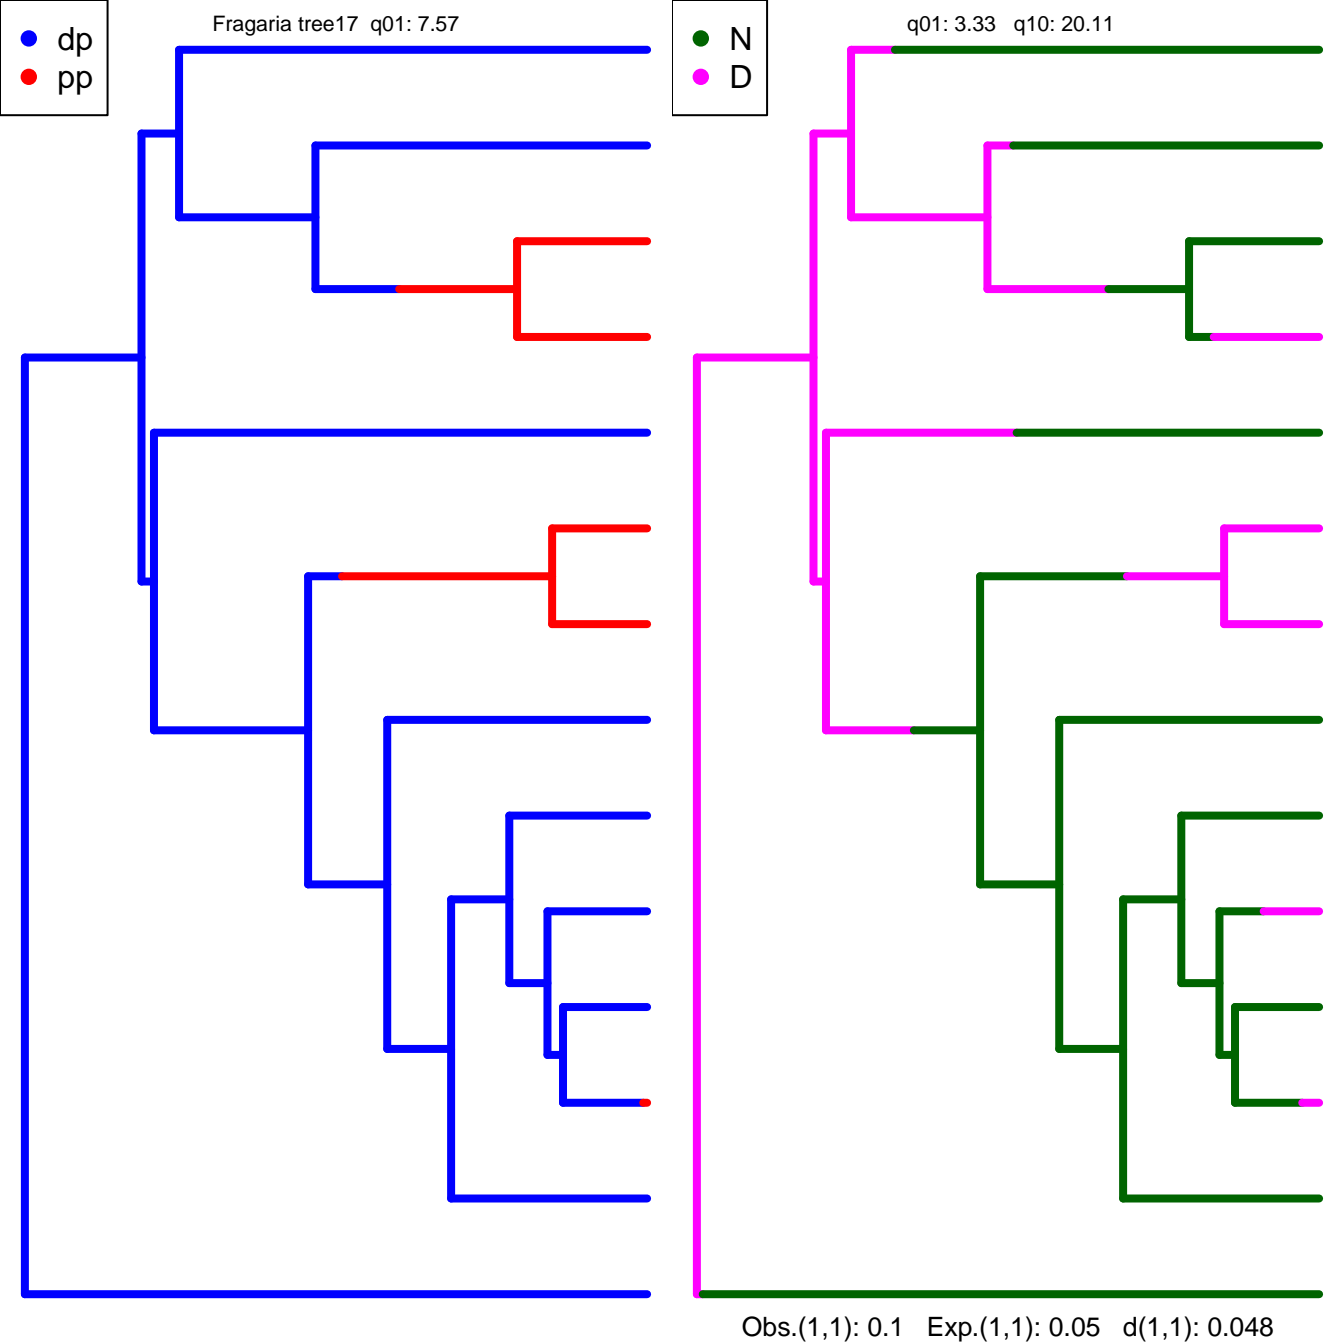 Fragaria tree17  q01: 7.57
dp
pp
q01: 3.33   q10: 20.11
N
D
Obs.(1,1): 0.1   Exp.(1,1): 0.05   d(1,1): 0.048